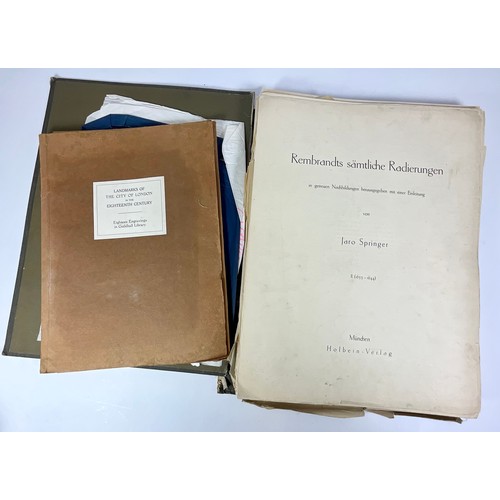 LANDMARKS OF
THE CITY OF LONDON
IN THE
EIGHTEENTH CENTURY
Engravings
in Guildhall Library
Rembrandts sämtliche Radierungen
in getreuen Nachbildungen herausgegeben mit einer Einleitung
von
Jaro Springer
München
Holbein-Verlag